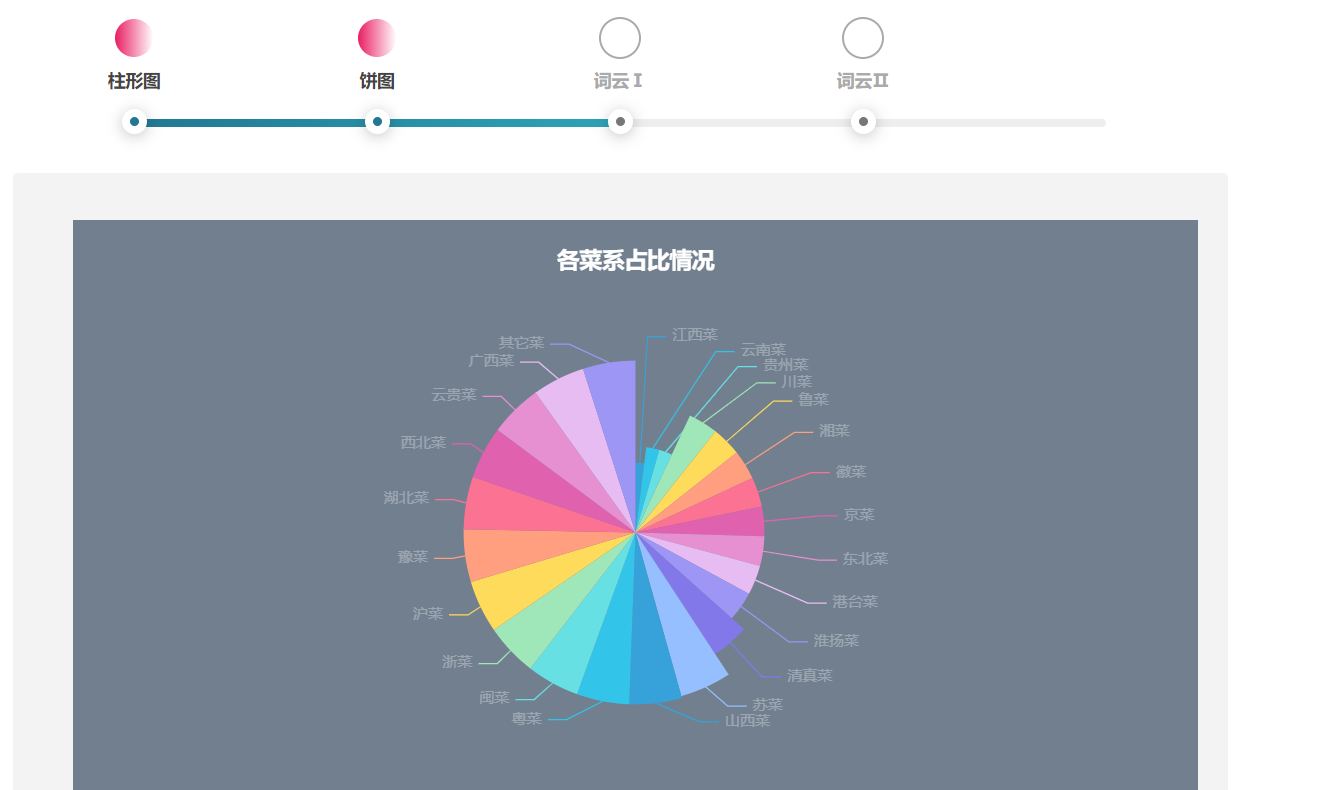 柱形图
饼图
词云 I
词云II
各菜系占比情况
江西菜
云南菜
贵州菜
川菜
鲁菜
湘菜
徽菜
京菜
东北菜
港台菜
淮扬菜
清真菜
苏菜
山西菜
粤菜
闽菜
浙菜
沪菜
豫菜
湖北菜
西北菜
云贵菜
广西菜
其它菜